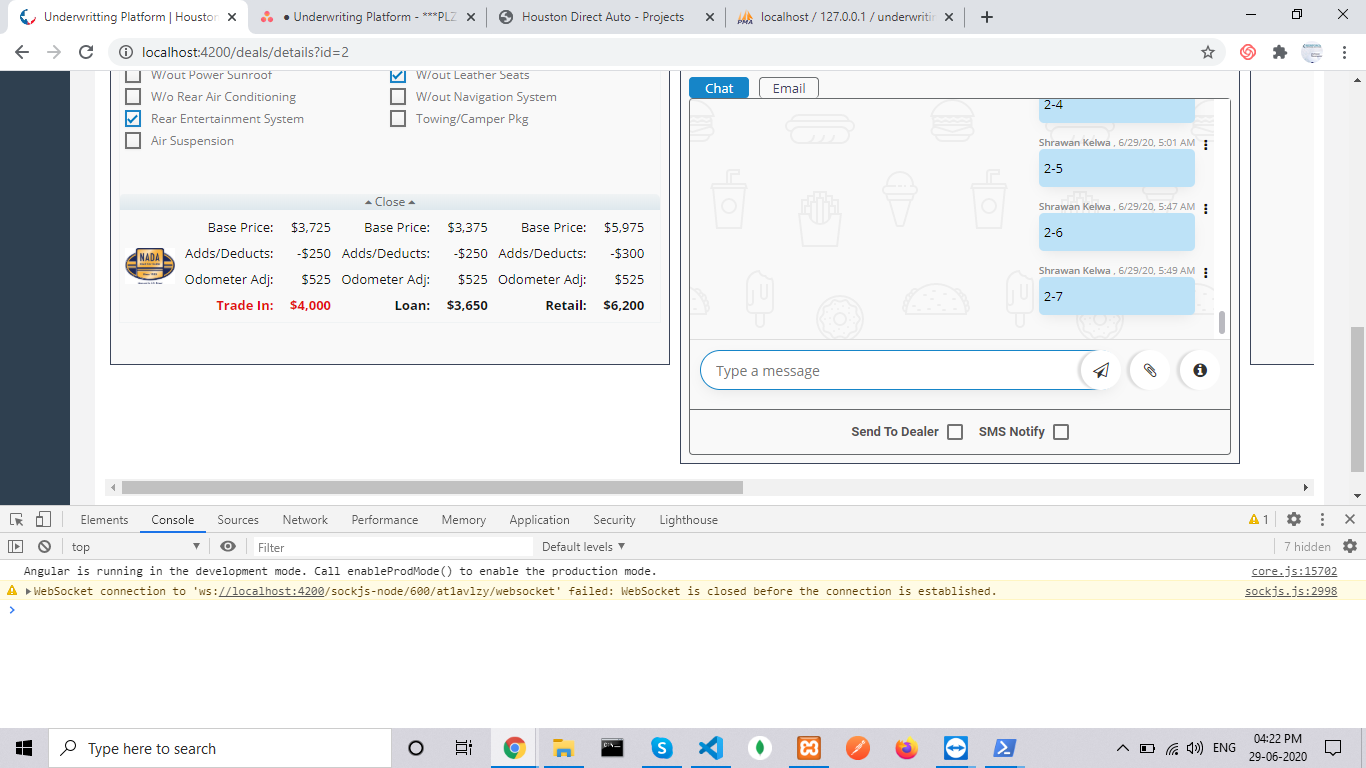 Underwritting Platform | Houston
● Underwritting Platform - ***PLZ
Houston Direct Auto - Projects
PMA
localhost / 127.0.0.1 / underwritin
localhost:4200/deals/details?id=2
W/out Power Sunroof
W/out Leather Seats
W/o Rear Air Conditioning
W/out Navigation System
Rear Entertainment System
Towing/Camper Pkg
Air Suspension
Close
Base Price: $3,725 Base Price: $3,375 Base Price: $5,975
NADA
Adds/Deducts: -$250 Adds/Deducts: -$250 Adds/Deducts: -$300
Odometer Adj: $525 Odometer Adj: $525 Odometer Adj: $525
Trade In: $4,000 Loan: $3,650 Retail: $6,200
Chat Email
2-4
Shrawan Kelwa , 6/29/20, 5:01 AM
2-5
Shrawan Kelwa , 6/29/20, 5:47 AM
2-6
Shrawan Kelwa , 6/29/20, 5:49 AM
2-7
Type a message
Send To Dealer SMS Notify
Elements Console Sources Network Performance Memory Application Security Lighthouse 1
top Filter Default levels 7 hidden
Angular is running in the development mode. Call enableProdMode() to enable the production mode. core.js:15702
WebSocket connection to 'ws://localhost:4200/sockjs-node/600/at1avlzy/websocket' failed: WebSocket is closed before the connection is established. sockjs.js:2998
Type here to search
ENG
04:22 PM
29-06-2020